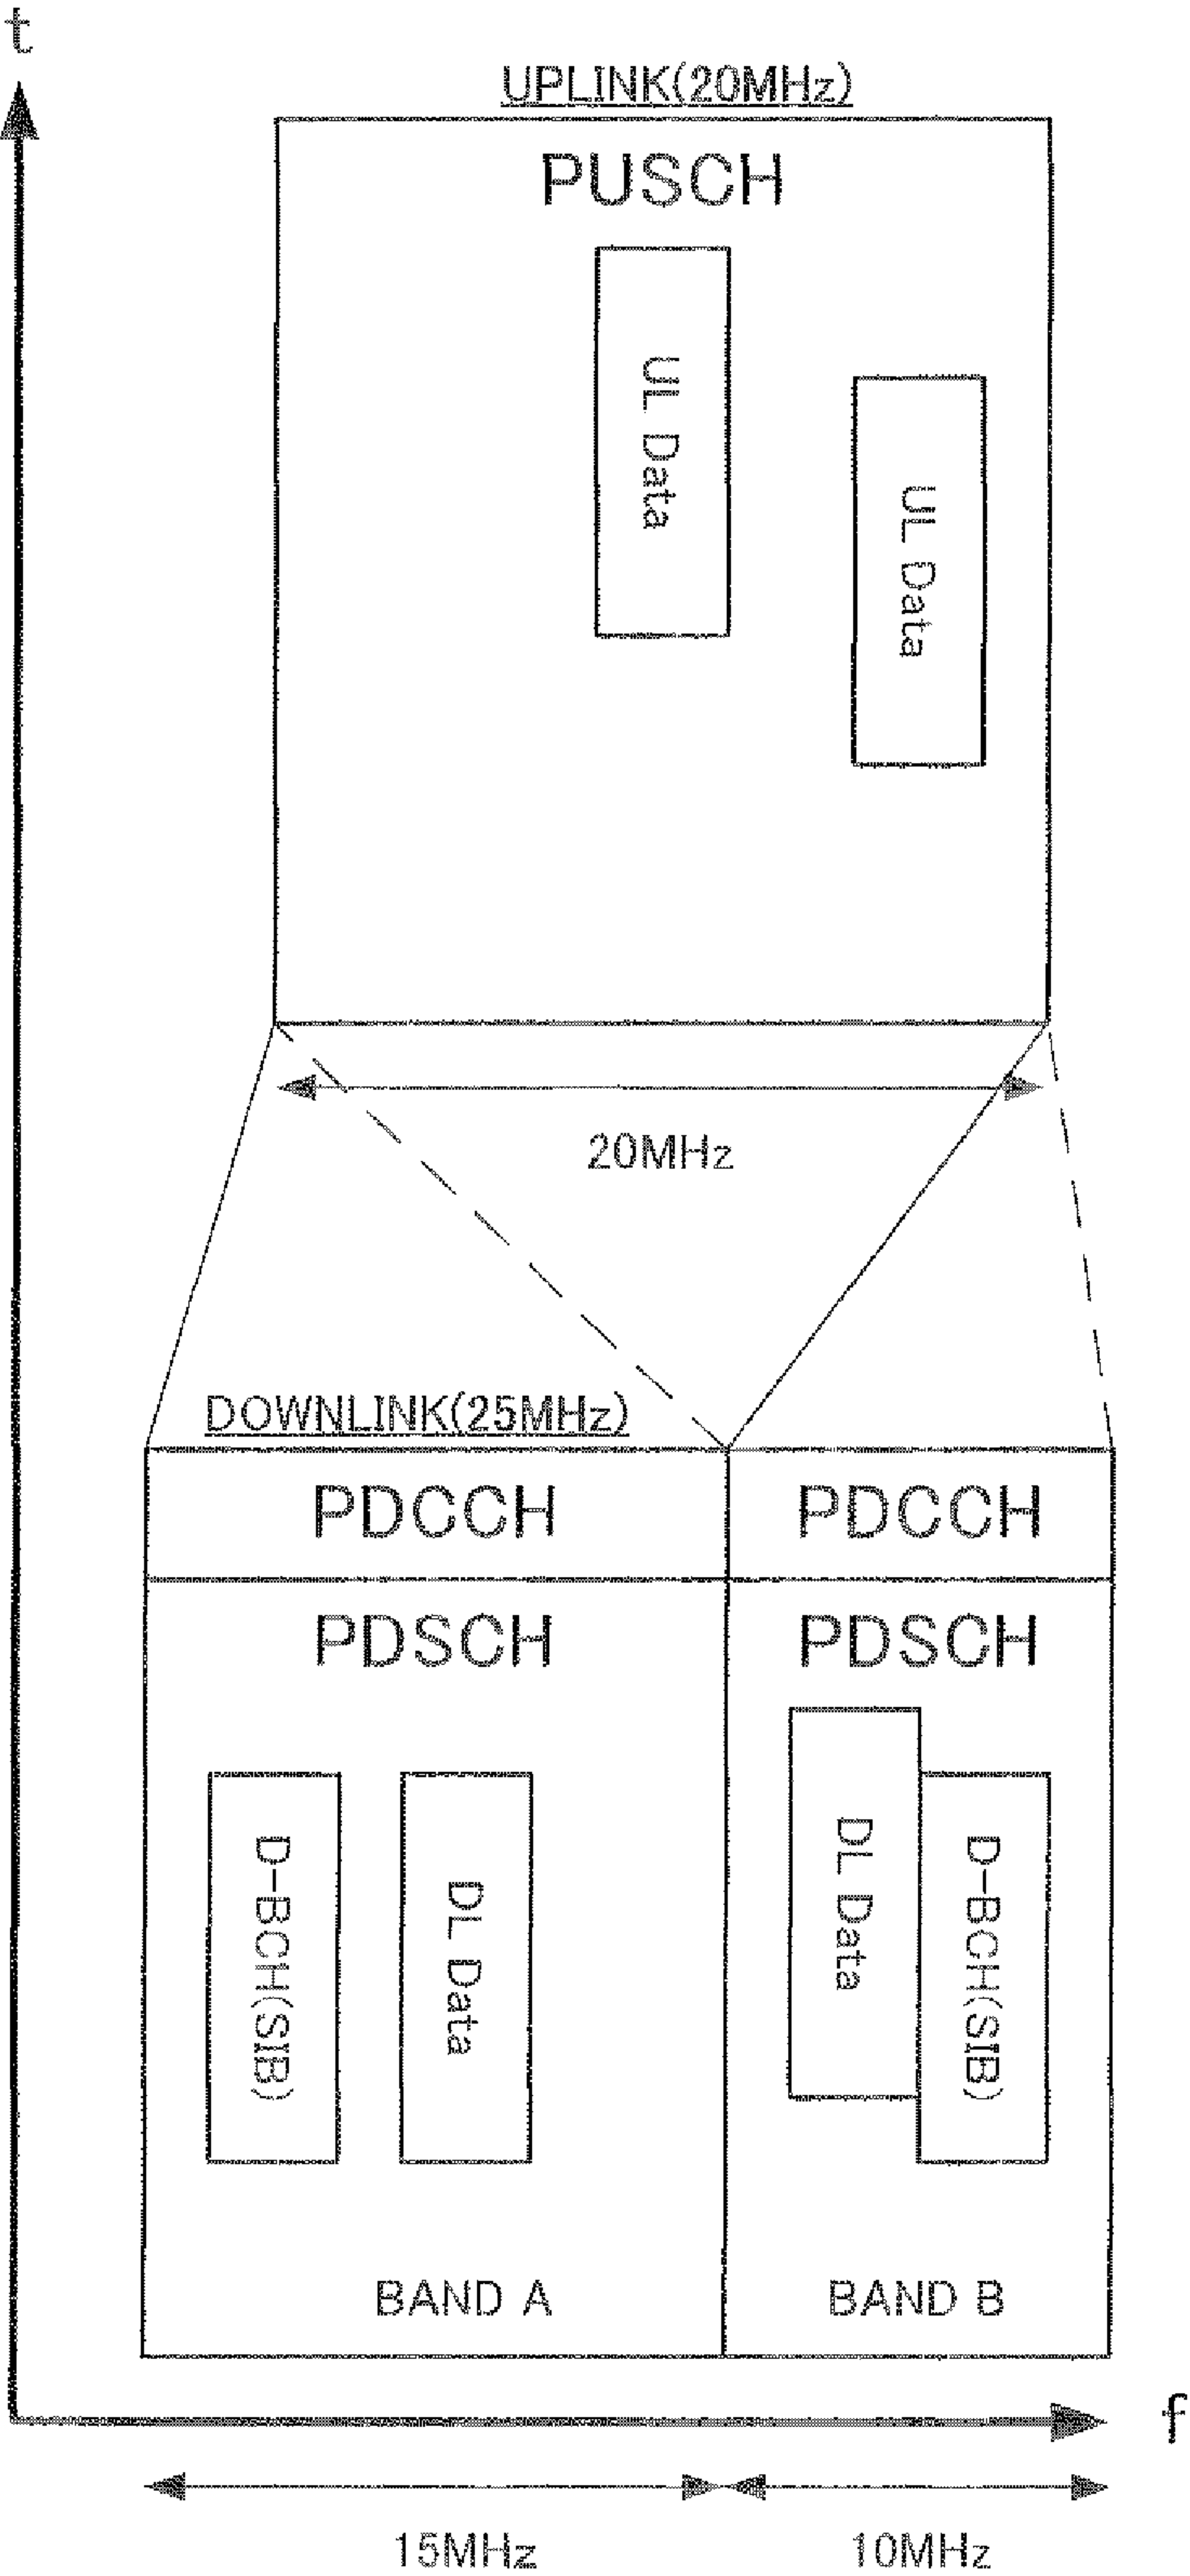 t
UPLINK(20MHz)
PUSCH
UL Data
UL Data
20MHz
DOWNLINK(25MHz)
PDCCH
PDCCH
PDSCH
PDSCH
D-BCH(SIB)
DL Data
DL Data
D-BCH(SIB)
BAND A
BAND B
f
15MHz
10MHz